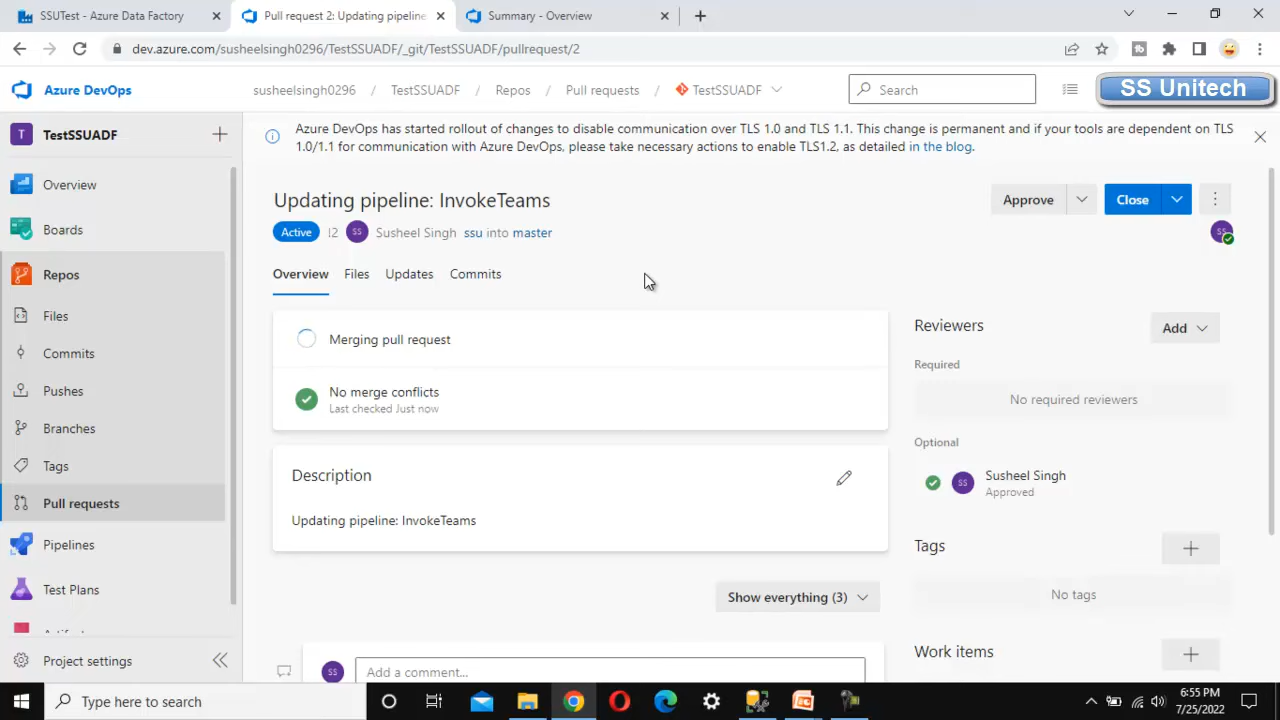 SSUTest - Azure Data Factory
Pull request 2: Updating pipeline
Summary - Overview
dev.azure.com/susheelsingh0296/TestSSUADF/_git/TestSSUADF/pullrequest/2
Azure DevOps
susheelsingh0296 / TestSSUADF / Repos / Pull requests / TestSSUADF
Search
SS Unitech
T TestSSUADF
Azure DevOps has started rollout of changes to disable communication over TLS 1.0 and TLS 1.1. This change is permanent and if your tools are dependent on TLS
1.0/1.1 for communication with Azure DevOps, please take necessary actions to enable TLS1.2, as detailed in the blog.
Overview
Boards
Repos
Files
Commits
Pushes
Branches
Tags
Pull requests
Pipelines
Test Plans
Project settings
Updating pipeline: InvokeTeams
Approve
Close
Active
SS
Susheel Singh ssu into master
SS
Overview Files Updates Commits
Merging pull request
No merge conflicts
Last checked Just now
Description
Updating pipeline: InvokeTeams
Show everything (3)
SS
Add a comment...
Reviewers
Add
Required
No required reviewers
Optional
SS
Susheel Singh
Approved
Tags
No tags
Work items
Type here to search
6:55 PM
7/25/2022